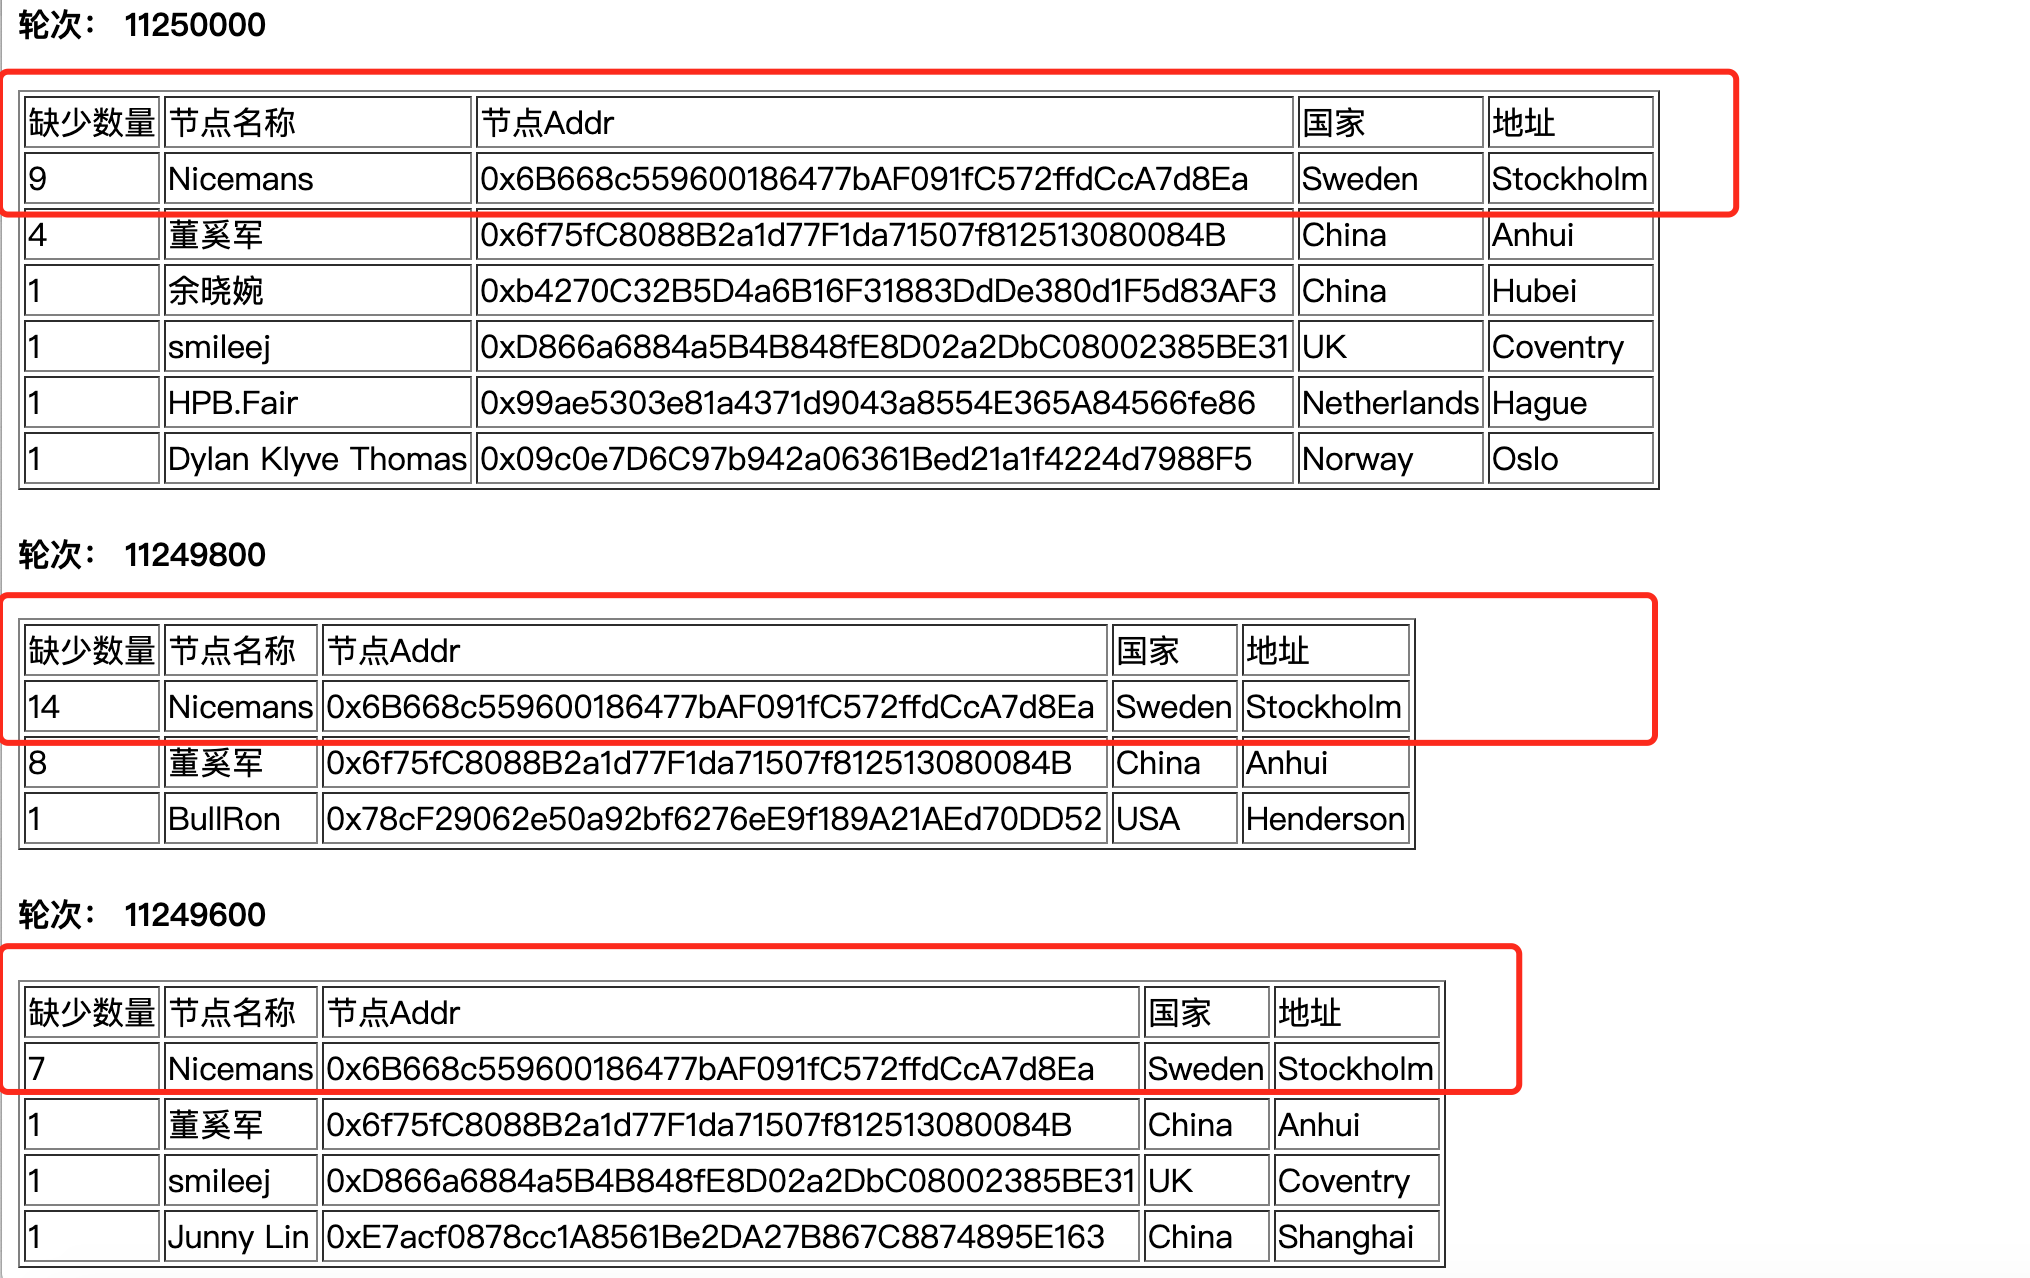 轮次： 11250000
缺少数量 节点名称 节点Addr 国家 地址
9 Nicemans 0x6B668c559600186477bAF091fC572ffdCcA7d8Ea Sweden Stockholm
4 董奚军 0x6f75fC8088B2a1d77F1da71507f812513080084B China Anhui
1 余晓婉 0xb4270C32B5D4a6B16F31883DdDe380d1F5d83AF3 China Hubei
1 smileej 0xD866a6884a5B4B848fE8D02a2DbC08002385BE31 UK Coventry
1 HPB.Fair 0x99ae5303e81a4371d9043a8554E365A84566fe86 Netherlands Hague
1 Dylan Klyve Thomas 0x09c0e7D6C97b942a06361Bed21a1f4224d7988F5 Norway Oslo
轮次： 11249800
缺少数量 节点名称 节点Addr 国家 地址
14 Nicemans 0x6B668c559600186477bAF091fC572ffdCcA7d8Ea Sweden Stockholm
8 董奚军 0x6f75fC8088B2a1d77F1da71507f812513080084B China Anhui
1 BullRon 0x78cF29062e50a92bf6276eE9f189A21AEd70DD52 USA Henderson
轮次： 11249600
缺少数量 节点名称 节点Addr 国家 地址
7 Nicemans 0x6B668c559600186477bAF091fC572ffdCcA7d8Ea Sweden Stockholm
1 董奚军 0x6f75fC8088B2a1d77F1da71507f812513080084B China Anhui
1 smileej 0xD866a6884a5B4B848fE8D02a2DbC08002385BE31 UK Coventry
1 Junny Lin 0xE7acf0878cc1A8561Be2DA27B867C8874895E163 China Shanghai